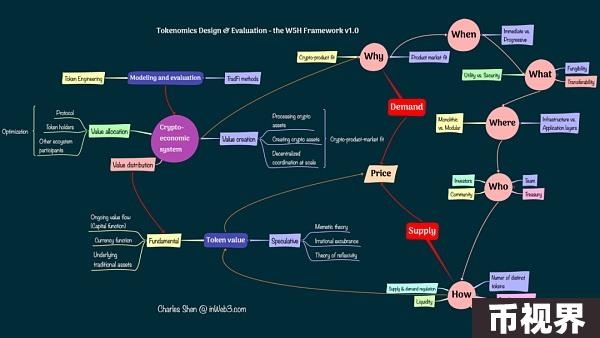 Tokenomics Design & Evaluation - the W5H Framework v1.0
When
Immediate vs.
Progressive
Why
Crypto-product fit
Product market fit
Utility vs. Security
What
Fungibility
Transferability
Token Engineering
Modeling and evaluation
TradFi methods
Demand
Optimization
Protocol
Token holders
Other ecosystem
participants
Value allocation
Crypto-
economic
system
Value creation
Processing crypto
assets
Creating crypto assets
Decentralized
coordination at scale
Crypto-product-market fit
Monolithic
vs. Modular
Where
Infrastructure vs.
Application layers
Value distribution
Price
Investors
Community
Who
Team
Treasury
Ongoing value flow
(Capital function)
Currency function
Underlying
traditional assets
Fundamental
Token value
Speculative
Memetic theory
Irrational exuberance
Theory of reflexivity
Supply
Supply & demand regulation
Liquidity
How
Number of distinct
tokens
Charles Shen @ inWeb3.com
币视界